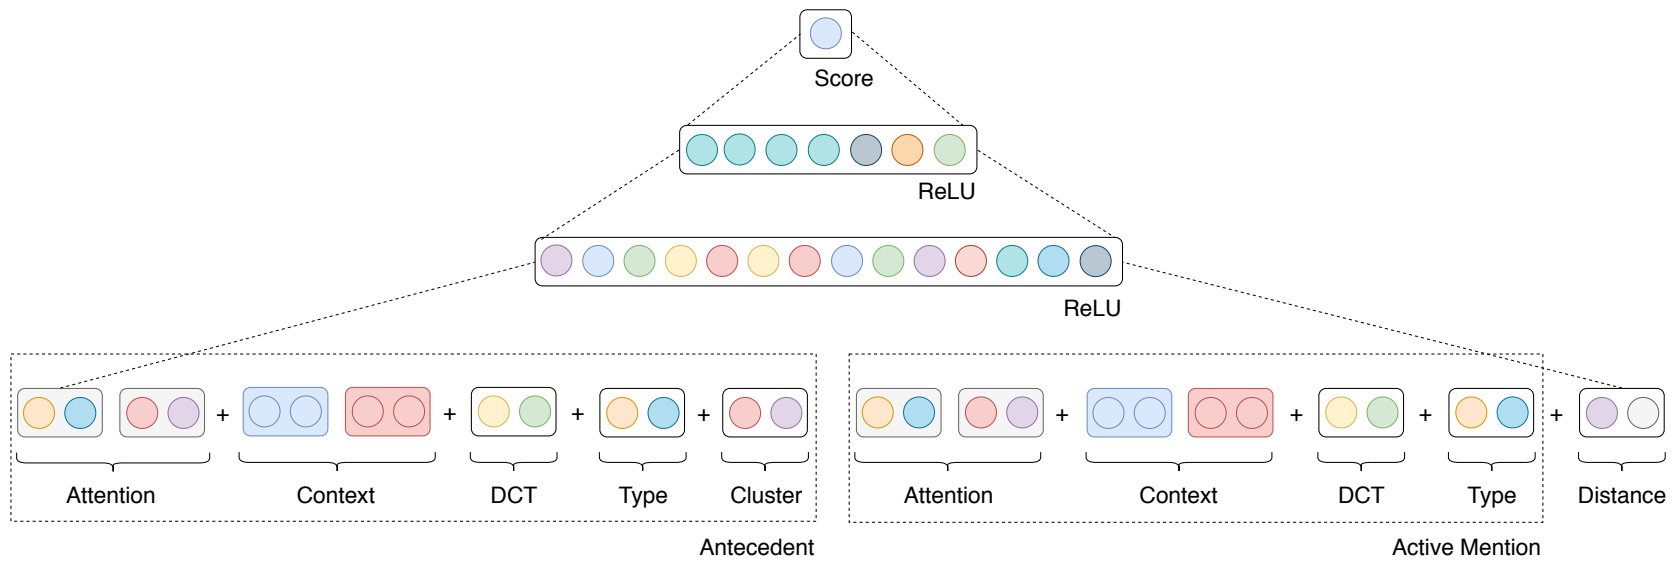 Score
ReLU
ReLU
+ + + + + + + +
Attention Context DCT Type Cluster Attention Context DCT Type Distance
Antecedent Active Mention